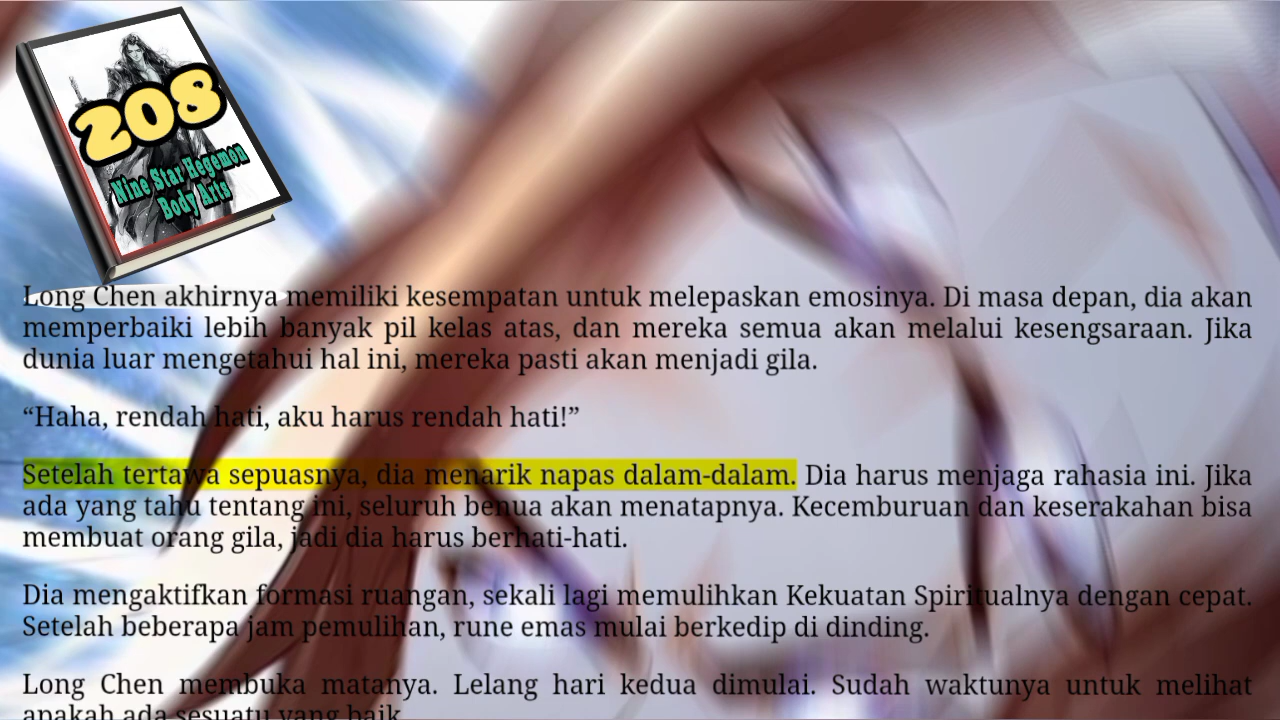 208
Nine Star Hegemon
Body Arts
Long Chen akhirnya memiliki kesempatan untuk melepaskan emosinya. Di masa depan, dia akan
memperbaiki lebih banyak pil kelas atas, dan mereka semua akan melalui kesengsaraan. Jika
dunia luar mengetahui hal ini, mereka pasti akan menjadi gila.
“Haha, rendah hati, aku harus rendah hati!”
Setelah tertawa sepuasnya, dia menarik napas dalam-dalam. Dia harus menjaga rahasia ini. Jika
ada yang tahu tentang ini, seluruh benua akan menatapnya. Kecemburuan dan keserakahan bisa
membuat orang gila, jadi dia harus berhati-hati.
Dia mengaktifkan formasi ruangan, sekali lagi memulihkan Kekuatan Spiritualnya dengan cepat.
Setelah beberapa jam pemulihan, rune emas mulai berkedip di dinding.
Long Chen membuka matanya. Lelang hari kedua dimulai. Sudah waktunya untuk melihat
apakah ada sesuatu yang baik.